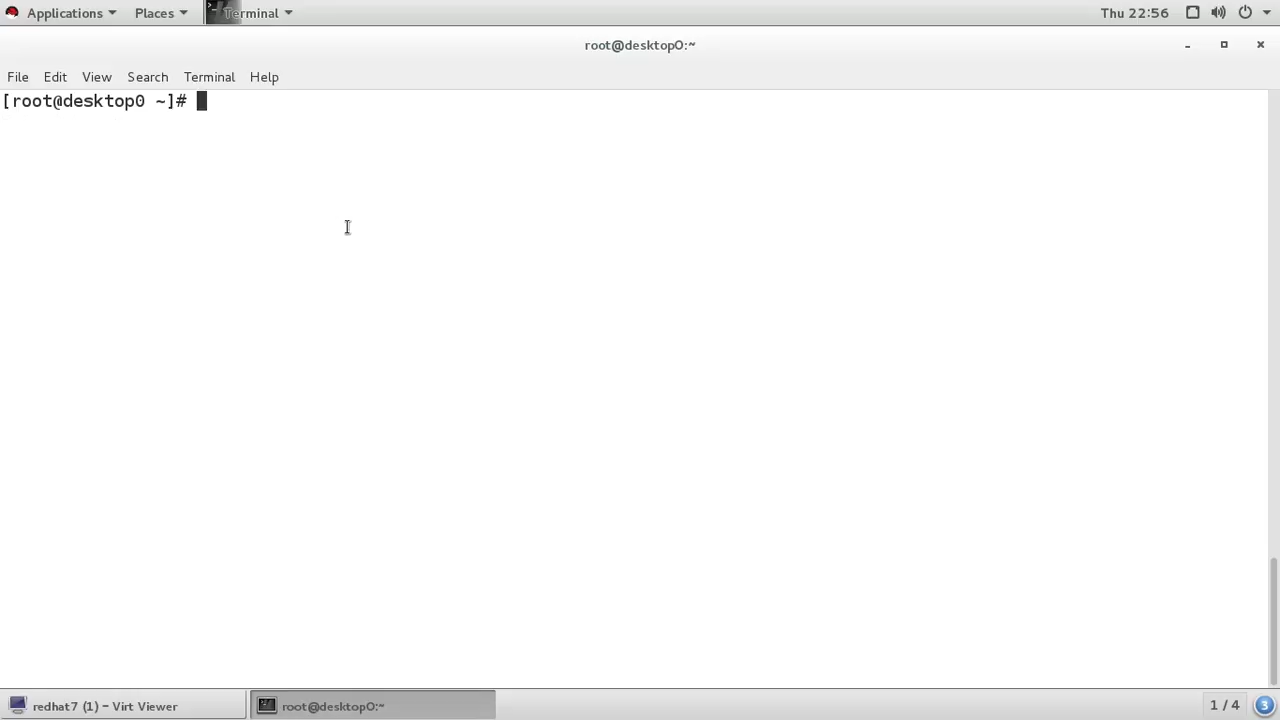 Applications Places Terminal Thu 22:56
root@desktop0:~
File Edit View Search Terminal Help
[root@desktop0 ~]#
redhat7 (1) – Virt Viewer root@desktop0:~ 1 / 4 3